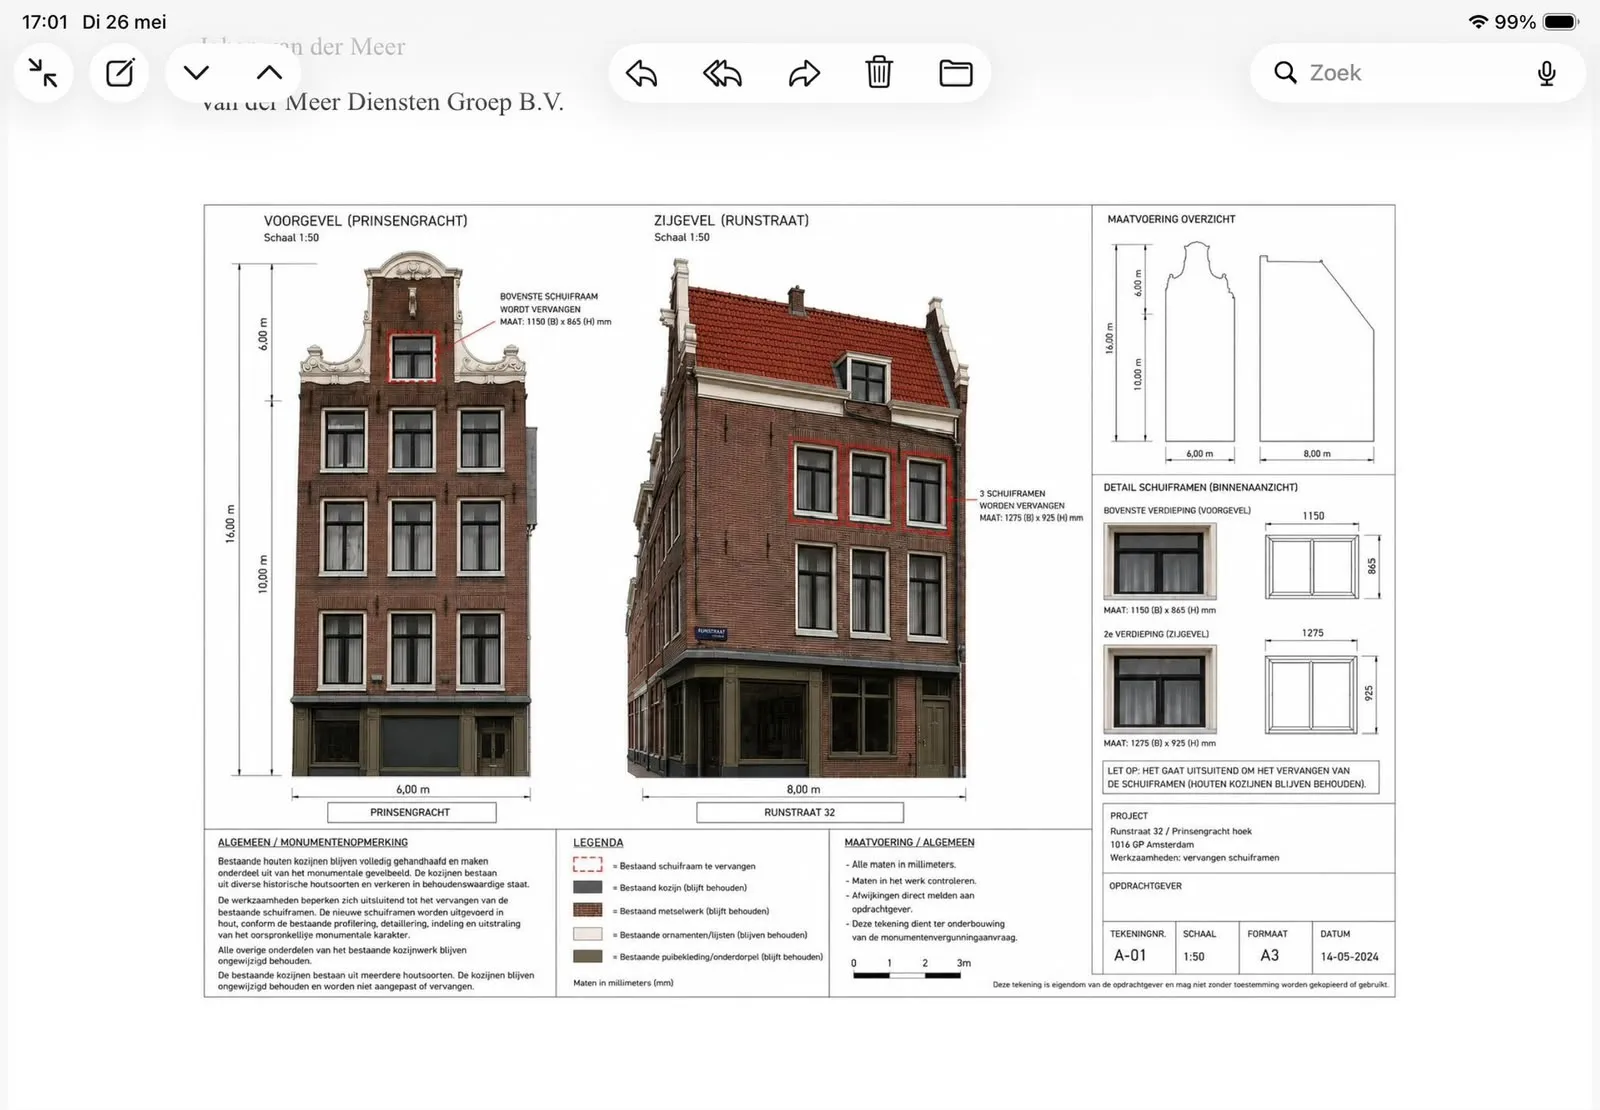 17:01 Di 26 mei
99%
Zoek
van der Meer
Van der Meer Diensten Groep B.V.
VOORGEVEL (PRINSENGRACHT)
Schaal 1:50
6,00 m
16,00 m
10,00 m
BOVENSTE SCHUIFRAAM
WORDT VERVANGEN
MAAT: 1150 (B) x 865 (H) mm
6,00 m
PRINSENGRACHT
ZIJGEVEL (RUNSTRAAT)
Schaal 1:50
3 SCHUIFRAMEN
WORDEN VERVANGEN
MAAT: 1275 (B) x 925 (H) mm
RUNSTRAAT
8,00 m
RUNSTRAAT 32
MAATVOERING OVERZICHT
16,00 m
6,00 m
10,00 m
6,00 m
8,00 m
DETAIL SCHUIFRAMEN (BINNENAANZICHT)
BOVENSTE VERDIEPING (VOORGEVEL)
1150
865
MAAT: 1150 (B) x 865 (H) mm
2e VERDIEPING (ZIJGEVEL)
1275
925
MAAT: 1275 (B) x 925 (H) mm
LET OP: HET GAAT UITSUITEND OM HET VERVANGEN VAN
DE SCHUIFRAMEN (HOUTEN KOZIJNEN BLIJVEN BEHOUDEN).
PROJECT
Runstraat 32 / Prinsengracht hoek
1016 GP Amsterdam
Werkzaamheden: vervangen schuiframen
OPDRACHTGEVER
TEKENINGNR.
A-01
SCHAAL
1:50
FORMAAT
A3
DATUM
14-05-2024
ALGEMEEN / MONUMENTENOPMERKING
Bestaande houten kozijnen blijven volledig gehandhaafd en maken
onderdeel uit van het monumentale gevelbeeld. De kozijnen bestaan
uit diverse historische houtsoorten en verkeren in behoudenswaardige staat.
De werkzaamheden beperken zich uitsluitend tot het vervangen van de
bestaande schuiframen. De nieuwe schuiframen worden uitgevoerd in
hout, conform de bestaande profilering, detaillering, indeling en uitstraling
van het oorspronkellye monumentale karakter.
Alle overige onderdelen van het bestaande kozijnwerk blijven
ongewijzigd behouden.
De bestaande kozijnen bestaan uit meerdere houtsoorten. De kozijnen blijven
ongewijzigd behouden en worden niet aangepast of vervangen.
LEGENDA
= Bestaand schuifraam te vervangen
= Bestaand kozijn (blijft behouden)
= Bestaand metselwerk (blijft behouden)
= Bestaande ornamenten/lijsten (blijven behouden)
= Bestaande puibekleding/onderdorpel (blijft behouden)
Maten in millimeters (mm)
MAATVOERING / ALGEMEEN
- Alle maten in millimeters.
- Maten in het werk controleren.
- Afwijkingen direct melden aan
opdrachtgever.
- Deze tekening dient ter onderbouwing
van de monumentenvergunningaanvraag.
0 1 2 3m
Deze tekening is eigendom van de opdrachtgever en mag niet zonder toestemming worden gekopieerd of gebruikt.